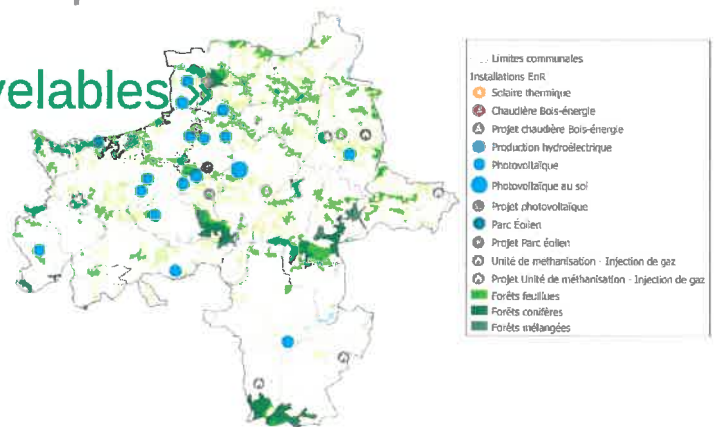 velables »
Limites communales
Installations EnR
Solaire thermique
Chaudière Bois-énergie
Projet chaudière Bois-énergie
Production hydroélectrique
Photovoltaïque
Photovoltaïque au sol
Projet photovoltaïque
Parc Éolien
Projet Parc éolien
Unité de méthanisation - Injection de gaz
Projet Unité de méthanisation - Injection de gaz
Forêts feuillues
Forêts conifères
Forêts mélangées